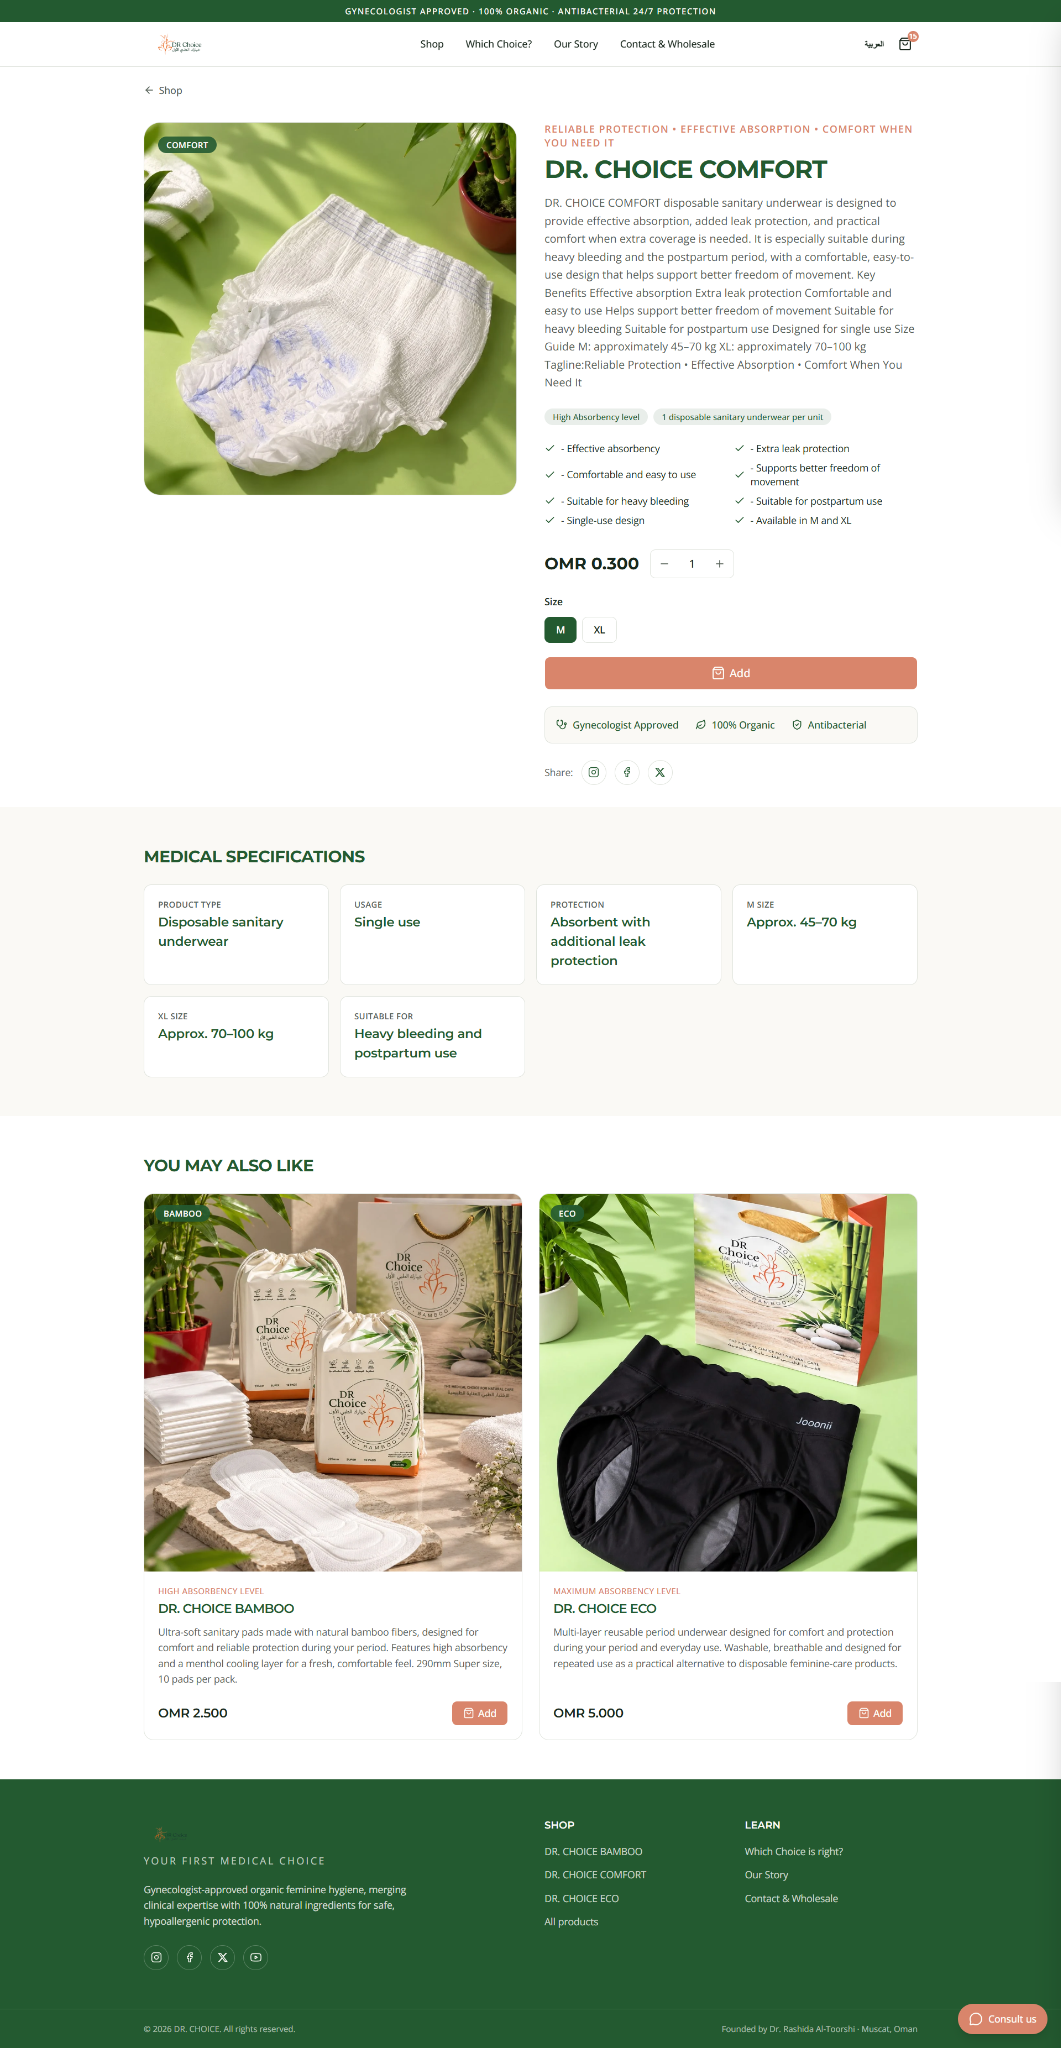 GYNECOLOGIST APPROVED · 100% ORGANIC · ANTIBACTERIAL 24/7 PROTECTION
DR Choice
Shop
Which Choice?
Our Story
Contact & Wholesale
العربية
15
← Shop
COMFORT
RELIABLE PROTECTION • EFFECTIVE ABSORPTION • COMFORT WHEN
YOU NEED IT
DR. CHOICE COMFORT
DR. CHOICE COMFORT disposable sanitary underwear is designed to
provide effective absorption, added leak protection, and practical
comfort when extra coverage is needed. It is especially suitable during
heavy bleeding and the postpartum period, with a comfortable, easy-to-
use design that helps support better freedom of movement. Key
Benefits Effective absorption Extra leak protection Comfortable and
easy to use Helps support better freedom of movement Suitable for
heavy bleeding Suitable for postpartum use Designed for single use Size
Guide M: approximately 45–70 kg XL: approximately 70–100 kg
Tagline:Reliable Protection • Effective Absorption • Comfort When You
Need It
High Absorbency level
1 disposable sanitary underwear per unit
- Effective absorbency
- Extra leak protection
- Comfortable and easy to use
- Supports better freedom of
movement
- Suitable for heavy bleeding
- Suitable for postpartum use
- Single-use design
- Available in M and XL
OMR 0.300
− 1 +
Size
M
XL
Add
Gynecologist Approved
100% Organic
Antibacterial
Share:
MEDICAL SPECIFICATIONS
PRODUCT TYPE
Disposable sanitary
underwear
USAGE
Single use
PROTECTION
Absorbent with
additional leak
protection
M SIZE
Approx. 45–70 kg
XL SIZE
Approx. 70–100 kg
SUITABLE FOR
Heavy bleeding and
postpartum use
YOU MAY ALSO LIKE
BAMBOO
DR
Choice
DR
Choice
DR
Choice
ECO
DR
Choice
Jooonii
HIGH ABSORBENCY LEVEL
DR. CHOICE BAMBOO
Ultra-soft sanitary pads made with natural bamboo fibers, designed for
comfort and reliable protection during your period. Features high absorbency
and a menthol cooling layer for a fresh, comfortable feel. 290mm Super size,
10 pads per pack.
OMR 2.500
Add
MAXIMUM ABSORBENCY LEVEL
DR. CHOICE ECO
Multi-layer reusable period underwear designed for comfort and protection
during your period and everyday use. Washable, breathable and designed for
repeated use as a practical alternative to disposable feminine-care products.
OMR 5.000
Add
YOUR FIRST MEDICAL CHOICE
Gynecologist-approved organic feminine hygiene, merging
clinical expertise with 100% natural ingredients for safe,
hypoallergenic protection.
SHOP
DR. CHOICE BAMBOO
DR. CHOICE COMFORT
DR. CHOICE ECO
All products
LEARN
Which Choice is right?
Our Story
Contact & Wholesale
Consult us
© 2026 DR. CHOICE. All rights reserved.
Founded by Dr. Rashida Al-Toorshi · Muscat, Oman